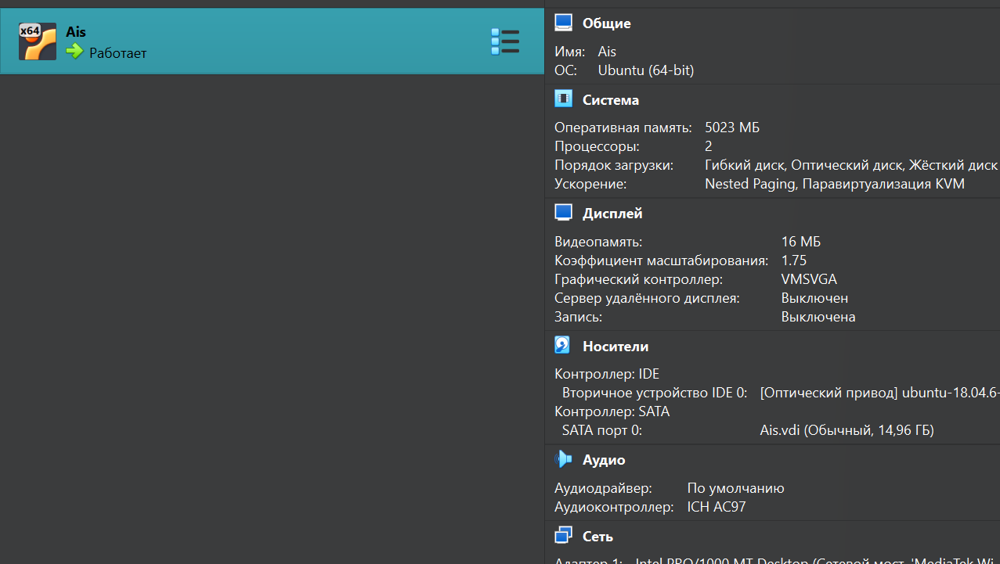 x64
Ais
Работает
Общие
Имя: Ais
ОС: Ubuntu (64-bit)
Система
Оперативная память: 5023 МБ
Процессоры: 2
Порядок загрузки: Гибкий диск, Оптический диск, Жёсткий диск
Ускорение: Nested Paging, Паравиртуализация KVM
Дисплей
Видеопамять: 16 МБ
Коэффициент масштабирования: 1.75
Графический контроллер: VMSVGA
Сервер удалённого дисплея: Выключен
Запись: Выключена
Носители
Контроллер: IDE
Вторичное устройство IDE 0: [Оптический привод] ubuntu-18.04.6-
Контроллер: SATA
SATA порт 0: Ais.vdi (Обычный, 14,96 ГБ)
Аудио
Аудиодрайвер: По умолчанию
Аудиоконтроллер: ICH AC97
Сеть
Адаптер 1: Intel PRO/1000 MT Desktop (Сетевой мост, 'MediaTek Wi